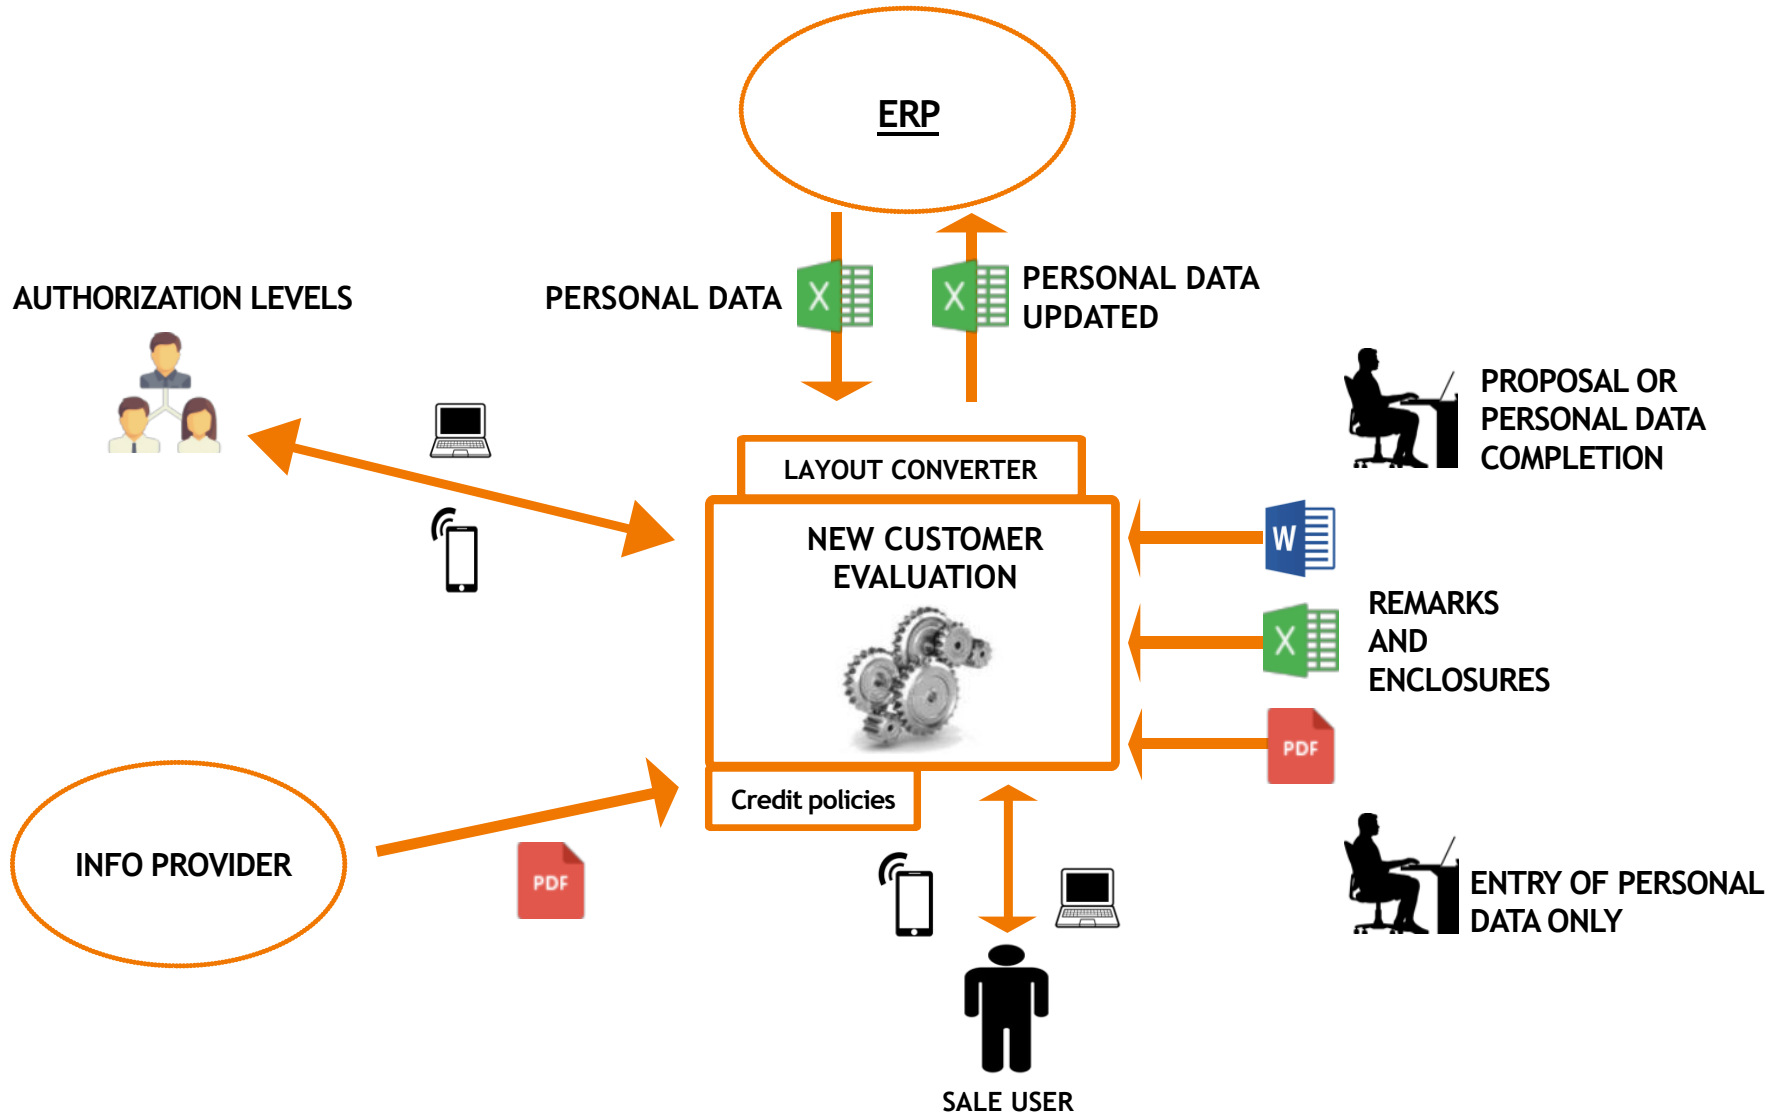 ERP
AUTHORIZATION LEVELS
PERSONAL DATA
X
X
PERSONAL DATA
UPDATED
PROPOSAL OR
PERSONAL DATA
COMPLETION
LAYOUT CONVERTER
NEW CUSTOMER
EVALUATION
W
X
REMARKS
AND
ENCLOSURES
PDF
Credit policies
INFO PROVIDER
PDF
ENTRY OF PERSONAL
DATA ONLY
SALE USER